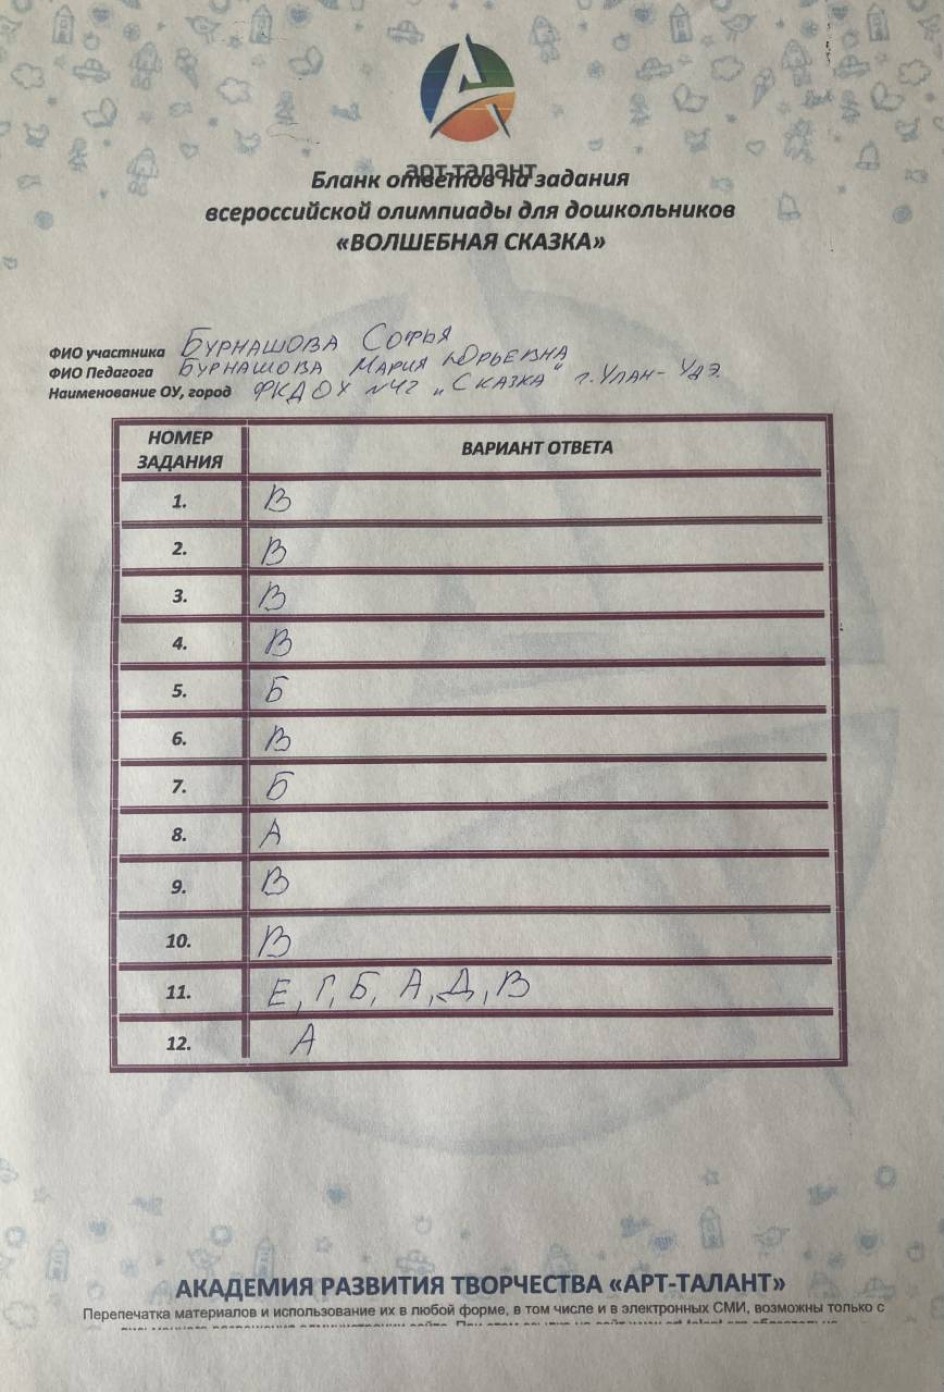 арт-талант
Бланк ответов на задания
всероссийской олимпиады для дошкольников
«ВОЛШЕБНАЯ СКАЗКА»
ФИО участника БУРНАШОВА СОФЬЯ
ФИО Педагога БУРНАШОВА МАРИЯ ЮРЬЕВНА
Наименование ОУ, город ФКДОУ №42 „СКАЗКА" г. УЛАН-УДЭ.
НОМЕР ЗАДАНИЯ ВАРИАНТ ОТВЕТА
1. В
2. В
3. В
4. В
5. Б
6. В
7. Б
8. А
9. В
10. В
11. Е, Г, Б, А, Д, В
12. А
АКАДЕМИЯ РАЗВИТИЯ ТВОРЧЕСТВА «АРТ-ТАЛАНТ»
Перепечатка материалов и использование их в любой форме, в том числе и в электронных СМИ, возможны только с